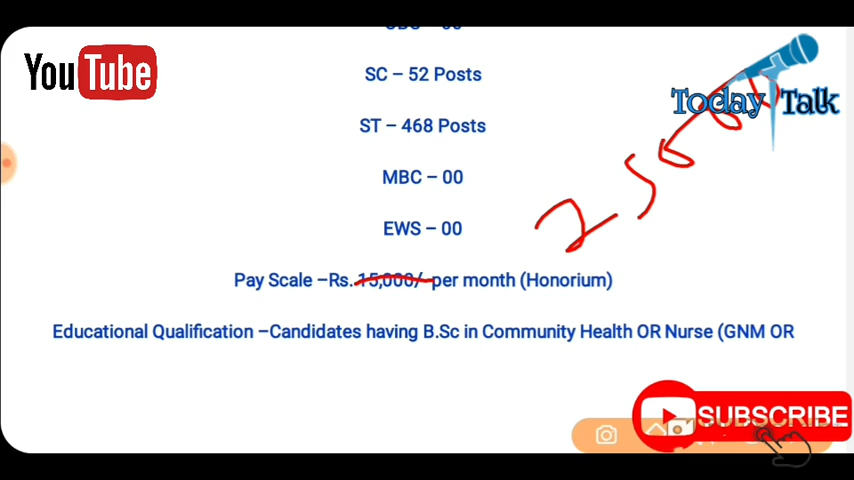 YouTube
SC – 52 Posts
Today Talk
ST – 468 Posts
MBC – 00
EWS – 00
Pay Scale –Rs. 15,000/- per month (Honorium)
Educational Qualification –Candidates having B.Sc in Community Health OR Nurse (GNM OR
SUBSCRIBE